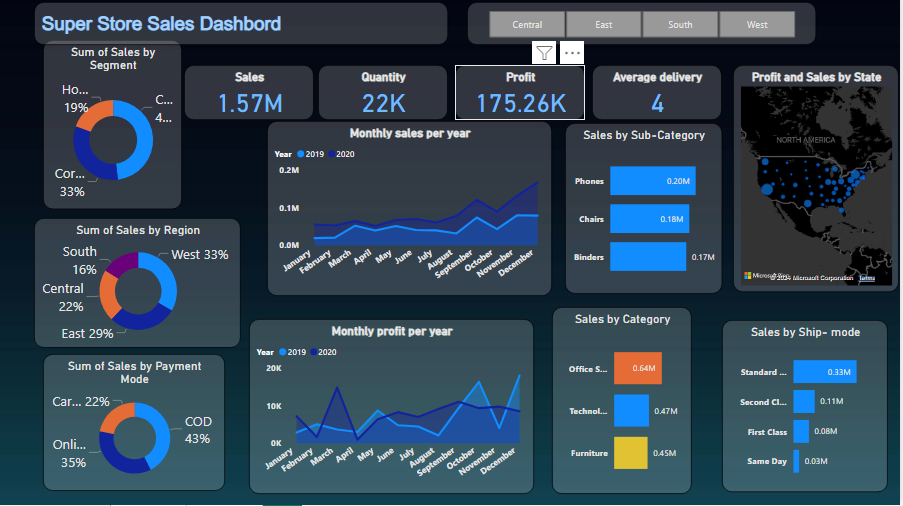 Super Store Sales Dashbord
Central
East
South
West
Sum of Sales by
Segment
Ho...
19%
C...
4...
Cor...
33%
Sales
1.57M
Quantity
22K
Profit
175.26K
Average delivery
4
Profit and Sales by State
NORTH AMERICA
© 2024 Microsoft Corporation
Terms
Monthly sales per year
Year
2019
2020
0.2M
0.1M
0.0M
January
February
March
April
May
June
July
August
September
October
November
December
Sales by Sub-Category
Phones
0.20M
Chairs
0.18M
Binders
0.17M
Sum of Sales by Region
South
16%
West 33%
Central
22%
East 29%
Monthly profit per year
Year
2019
2020
20K
10K
0K
January
February
March
April
May
June
July
August
September
October
November
December
Sales by Category
Office S...
0.64M
Technol...
0.47M
Furniture
0.45M
Sales by Ship- mode
Standard ...
0.33M
Second Cl...
0.11M
First Class
0.08M
Same Day
0.03M
Sum of Sales by Payment
Mode
Car... 22%
COD
43%
Onli...
35%